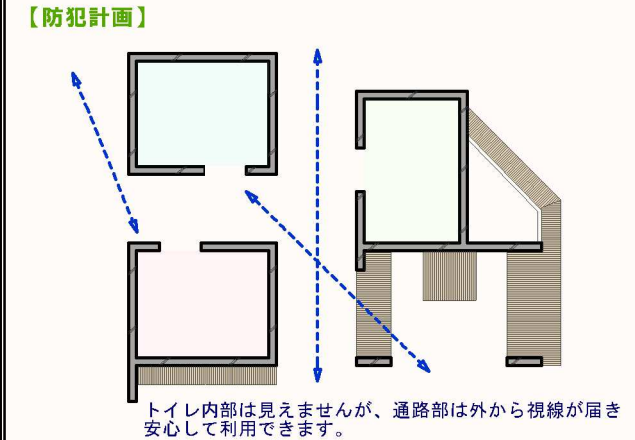 【防犯計画】
トイレ内部は見えませんが、通路部は外から視線が届き
安心して利用できます。